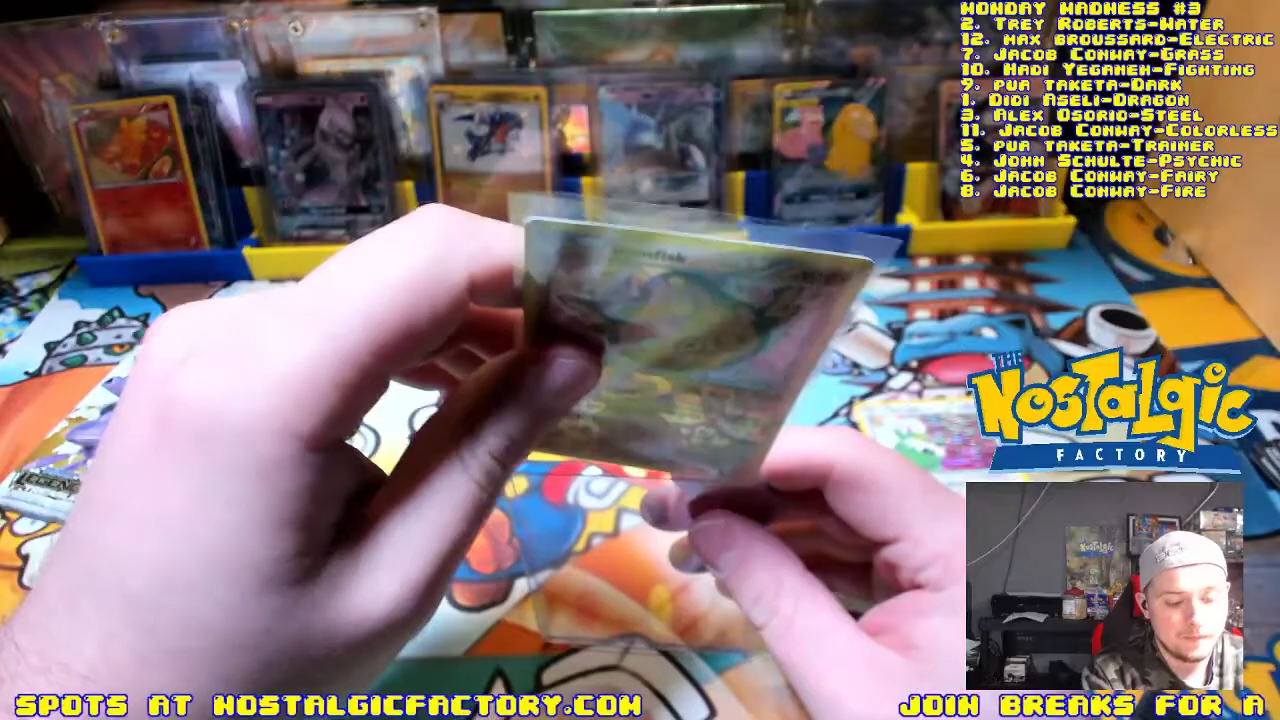 MONDAY MADNESS #3
2. TREY ROBERTS-WATER
12. MAX BROUSSARD-ELECTRIC
7. JACOB CONWAY-GRASS
10. HADI YEGANEH-FIGHTING
9. PUA TAKETA-DARK
1. DIDI ASELI-DRAGON
3. ALEX OSORIO-STEEL
11. JACOB CONWAY-COLORLESS
5. PUA TAKETA-TRAINER
4. JOHN SCHULTE-PSYCHIC
6. JACOB CONWAY-FAIRY
8. JACOB CONWAY-FIRE
THE
NOSTALGIC
FACTORY
SPOTS AT NOSTALGICFACTORY.COM
JOIN BREAKS FOR A